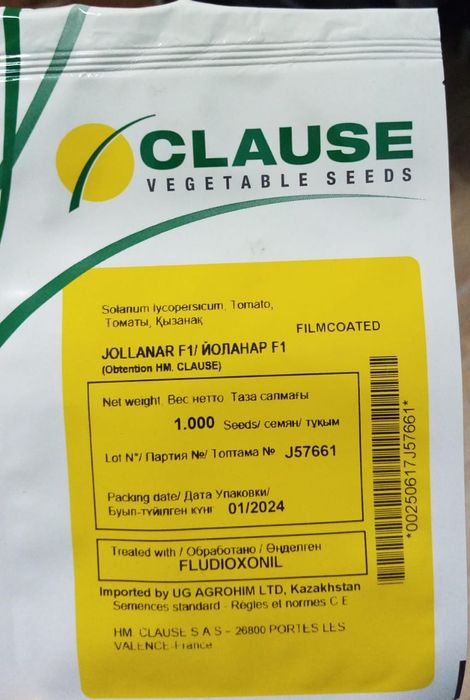 CLAUSE
VEGETABLE SEEDS
Solanum lycopersicum, Tomato,
Томаты, Қызанақ
FILMCOATED
JOLLANAR F1/ ЙОЛАНАР F1
(Obtention HM. CLAUSE)
Net weight. Вес нетто Таза салмағы
1.000 Seeds/ семян/ тұқым
Lot N°/ Партия №/ Топтама № J57661
Packing date/ Дата Упаковки/
Буып-түйілген күні 01/2024
Treated with / Обработано / Өнделген
FLUDIOXONIL
Imported by UG AGROHIM LTD, Kazakhstan
Semences standard - Règles et normes C E
HM. CLAUSE S A S - 26800 PORTES LES
VALENCE-France
*00250617J57661*